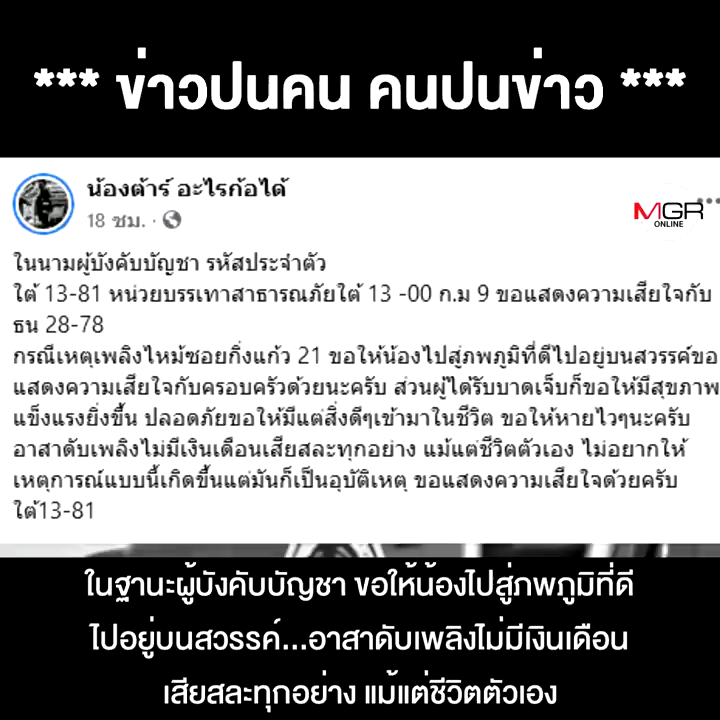 *** ข่าวปนคน คนปนข่าว ***
น้องต้าร์ อะไรก้อได้
18 ชม. ·
MGR
ONLINE
ในนามผู้บังคับบัญชา รหัสประจำตัว
ใต้ 13-81 หน่วยบรรเทาสาธารณภัยใต้ 13 -00 ก.ม 9 ขอแสดงความเสียใจกับ
ธน 28-78
กรณีเหตุเพลิงไหม้ซอยกิ่งแก้ว 21 ขอให้น้องไปสู่ภพภูมิที่ดีไปอยู่บนสวรรค์ขอ
แสดงความเสียใจกับครอบครัวด้วยนะครับ ส่วนผู้ได้รับบาดเจ็บก็ขอให้มีสุขภาพ
แข็งแรงยิ่งขึ้น ปลอดภัยขอให้มีแต่สิ่งดีๆเข้ามาในชีวิต ขอให้หายไวๆนะครับ
อาสาดับเพลิงไม่มีเงินเดือนเสียสละทุกอย่าง แม้แต่ชีวิตตัวเอง ไม่อยากให้
เหตุการณ์แบบนี้เกิดขึ้นแต่มันก็เป็นอุบัติเหตุ ขอแสดงความเสียใจด้วยครับ
ใต้13-81
ในฐานะผู้บังคับบัญชา ขอให้น้องไปสู่ภพภูมิที่ดี
ไปอยู่บนสวรรค์...อาสาดับเพลิงไม่มีเงินเดือน
เสียสละทุกอย่าง แม้แต่ชีวิตตัวเอง